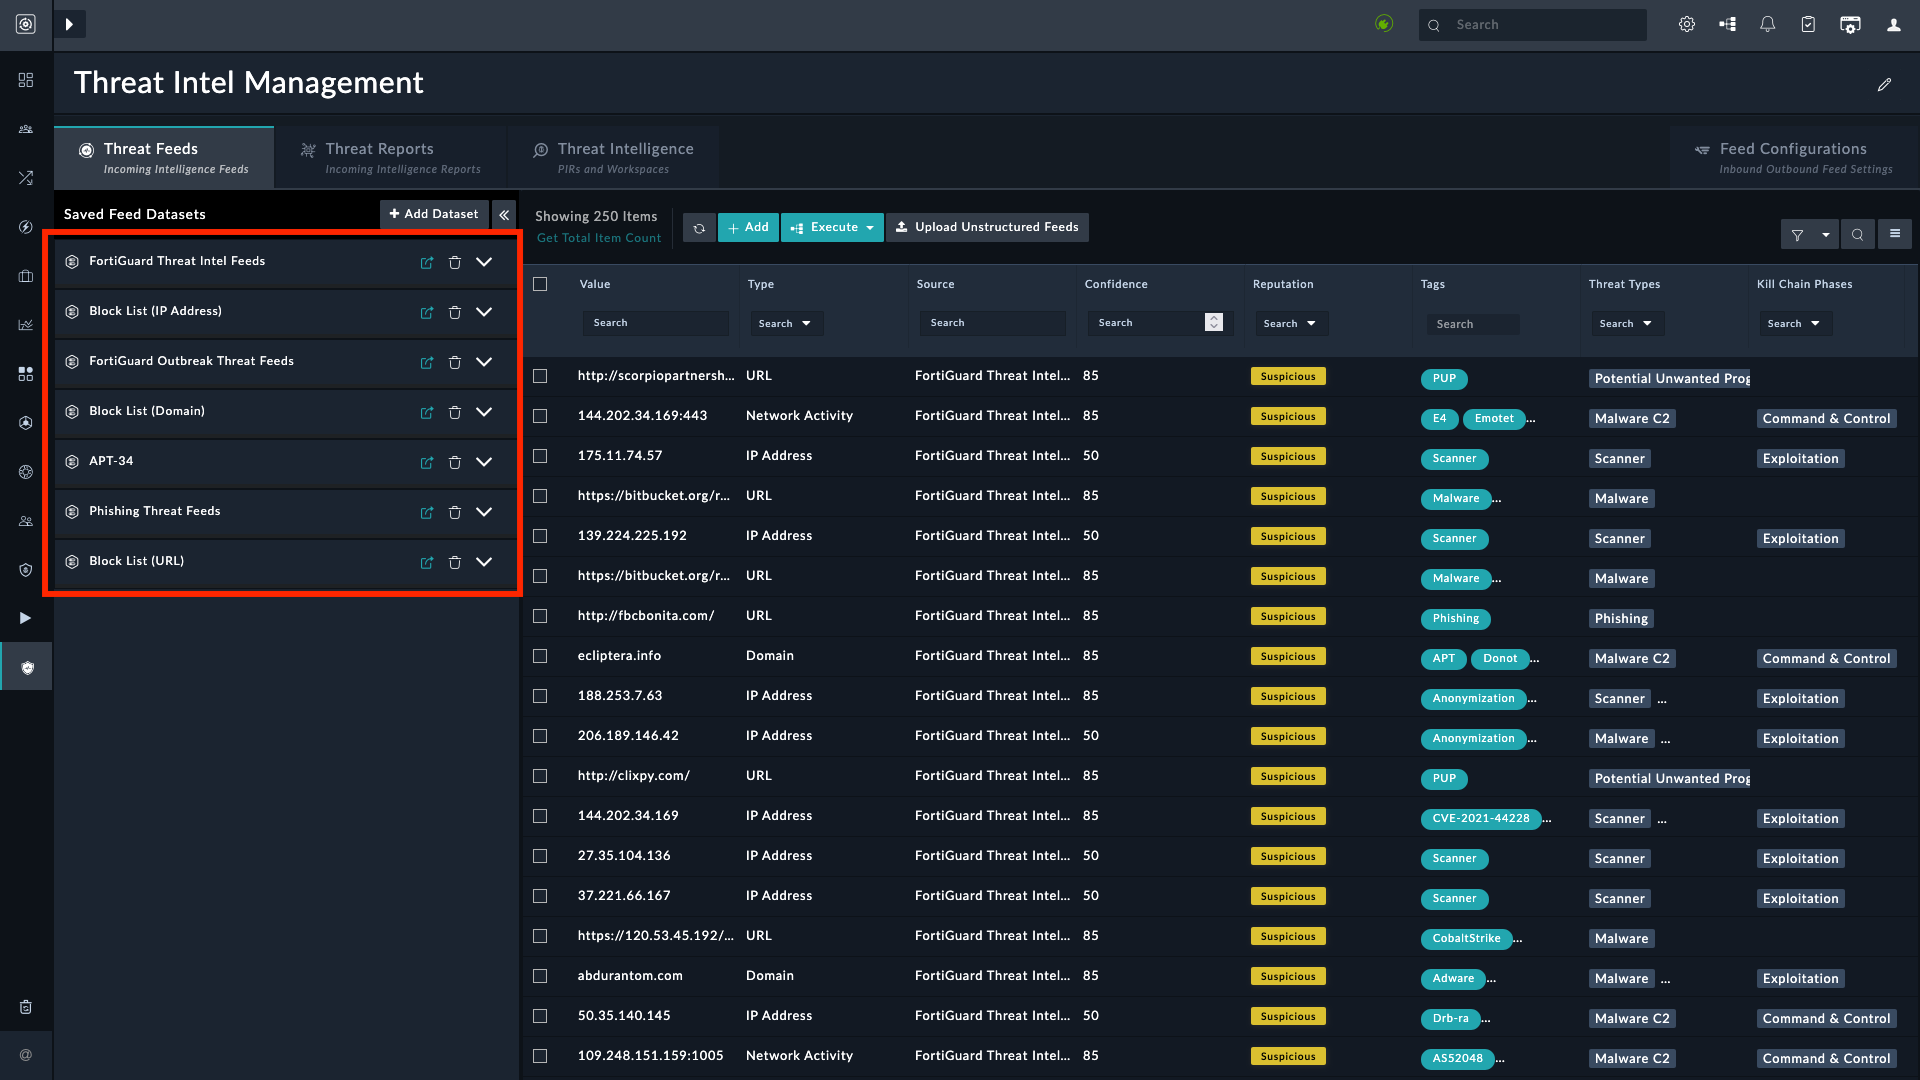 Search
Threat Intel Management
Threat Feeds
Incoming Intelligence Feeds
Threat Reports
Incoming Intelligence Reports
Threat Intelligence
PIRs and Workspaces
Feed Configurations
Inbound Outbound Feed Settings
Saved Feed Datasets
+ Add Dataset
FortiGuard Threat Intel Feeds
Block List (IP Address)
FortiGuard Outbreak Threat Feeds
Block List (Domain)
APT-34
Phishing Threat Feeds
Block List (URL)
@
Showing 250 Items
Get Total Item Count
+ Add
Execute
Upload Unstructured Feeds
Value Type Source Confidence Reputation Tags Threat Types Kill Chain Phases
Search Search Search Search Search Search Search Search
http://scorpiopartnersh... URL FortiGuard Threat Intel... 85 Suspicious PUP Potential Unwanted Prog
144.202.34.169:443 Network Activity FortiGuard Threat Intel... 85 Suspicious E4 Emotet ... Malware C2 Command & Control
175.11.74.57 IP Address FortiGuard Threat Intel... 50 Suspicious Scanner Scanner Exploitation
https://bitbucket.org/r... URL FortiGuard Threat Intel... 85 Suspicious Malware ... Malware
139.224.225.192 IP Address FortiGuard Threat Intel... 50 Suspicious Scanner Scanner Exploitation
https://bitbucket.org/r... URL FortiGuard Threat Intel... 85 Suspicious Malware ... Malware
http://fbcbonita.com/ URL FortiGuard Threat Intel... 85 Suspicious Phishing Phishing
ecliptera.info Domain FortiGuard Threat Intel... 85 Suspicious APT Donot ... Malware C2 Command & Control
188.253.7.63 IP Address FortiGuard Threat Intel... 85 Suspicious Anonymization ... Scanner ... Exploitation
206.189.146.42 IP Address FortiGuard Threat Intel... 50 Suspicious Anonymization ... Malware ... Exploitation
http://clixpy.com/ URL FortiGuard Threat Intel... 85 Suspicious PUP Potential Unwanted Prog
144.202.34.169 IP Address FortiGuard Threat Intel... 85 Suspicious CVE-2021-44228 ... Scanner ... Exploitation
27.35.104.136 IP Address FortiGuard Threat Intel... 50 Suspicious Scanner Scanner Exploitation
37.221.66.167 IP Address FortiGuard Threat Intel... 50 Suspicious Scanner Scanner Exploitation
https://120.53.45.192/... URL FortiGuard Threat Intel... 85 Suspicious CobaltStrike ... Malware
abdurantom.com Domain FortiGuard Threat Intel... 85 Suspicious Adware ... Malware ... Exploitation
50.35.140.145 IP Address FortiGuard Threat Intel... 50 Suspicious Drb-ra ... Malware C2 Command & Control
109.248.151.159:1005 Network Activity FortiGuard Threat Intel... 85 Suspicious AS52048 ... Malware C2 Command & Control